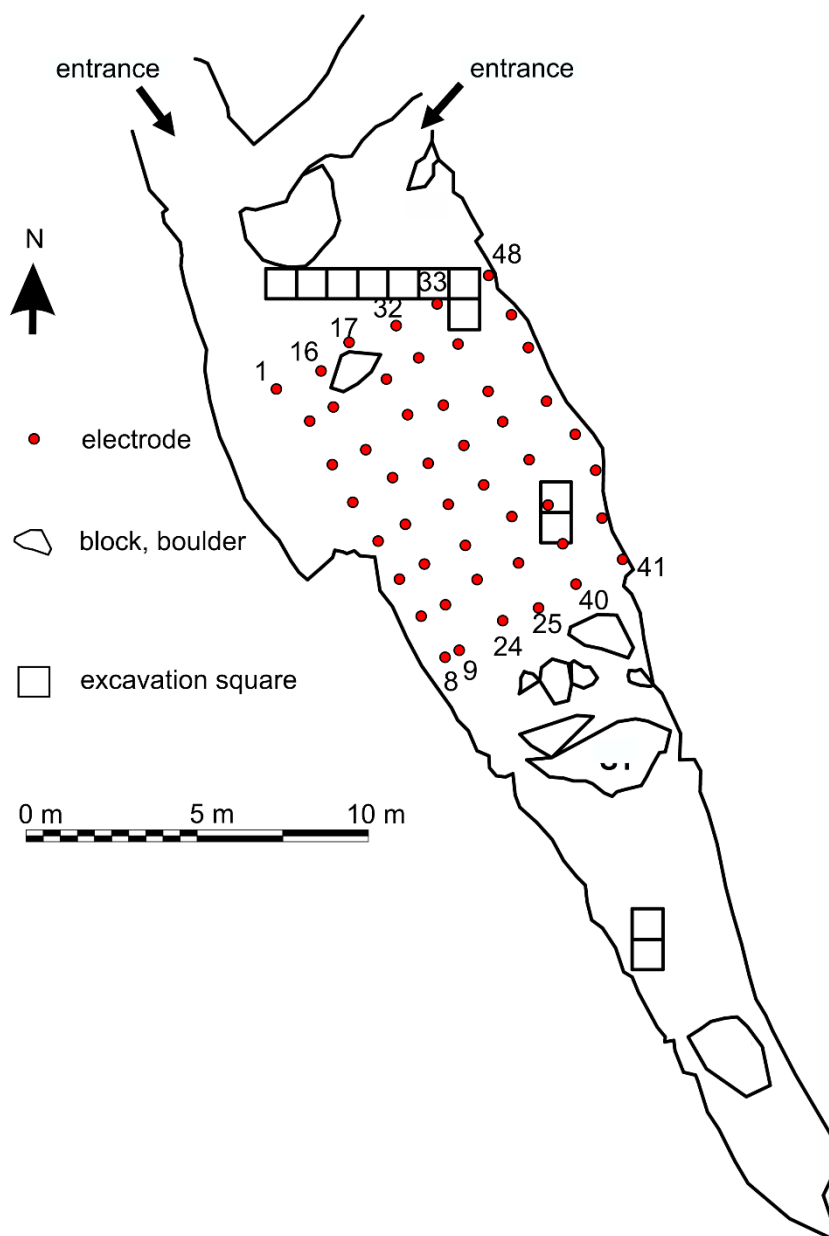 entrance
entrance
N
48
33
32
17
16
1
electrode
block, boulder
41
40
25
24
9
8
excavation square
0 m
5 m
10 m